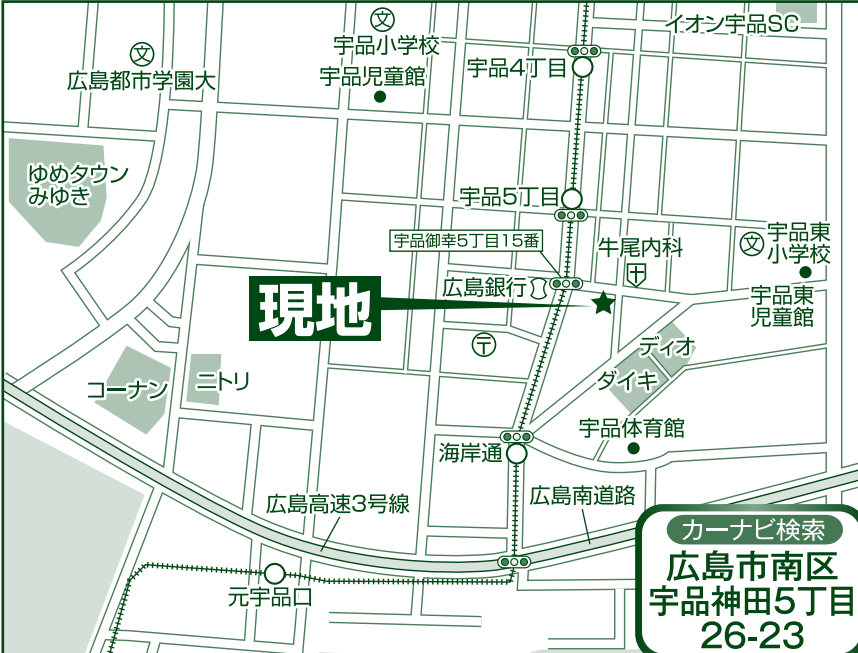 イオン宇品SC
文
宇品小学校
文
広島都市学園大
宇品児童館
宇品4丁目
ゆめタウン
みゆき
宇品5丁目
宇品御幸5丁目15番
牛尾内科
文
宇品東
小学校
広島銀行
宇品東
児童館
現地
〒
ディオ
ダイキ
コーナン
ニトリ
宇品体育館
海岸通
広島高速3号線
広島南道路
元宇品口
カーナビ検索
広島市南区
宇品神田5丁目
26-23